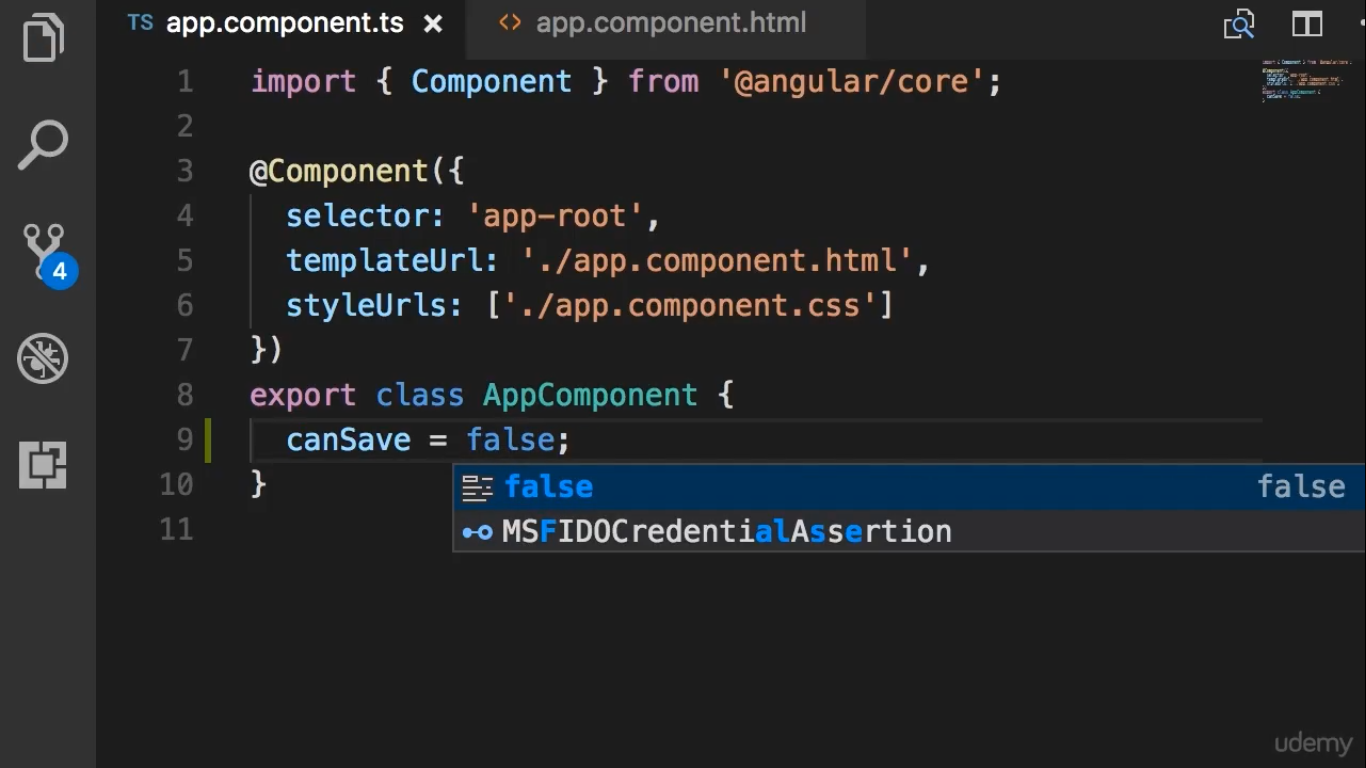 TS app.component.ts × <> app.component.html
1 import { Component } from '@angular/core';
2
3 @Component({
4 selector: 'app-root',
5 templateUrl: './app.component.html',
6 styleUrls: ['./app.component.css']
7 })
8 export class AppComponent {
9 canSave = false;
10 }
false false
MSFIDOCredentialAssertion
11
4
udemy